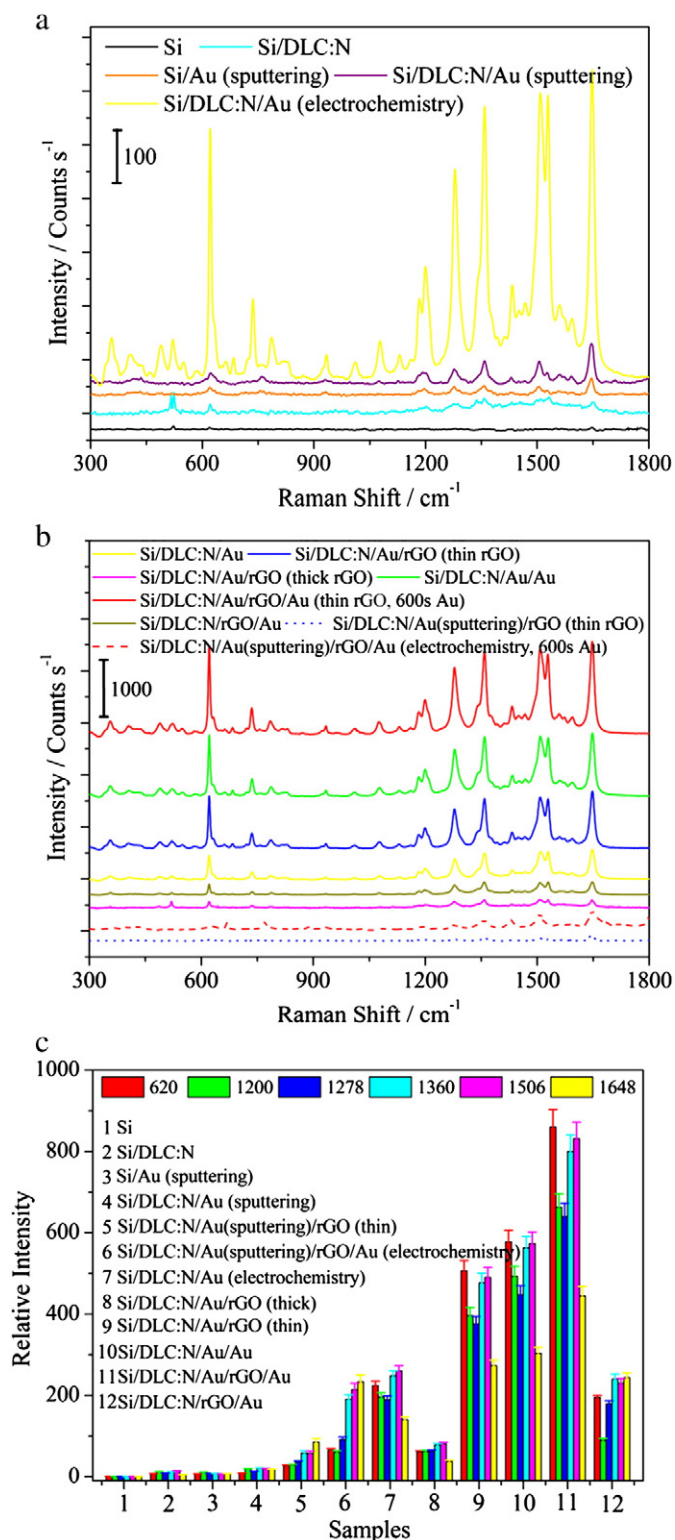 a
Si Si/DLC:N
Si/Au (sputtering) Si/DLC:N/Au (sputtering)
Si/DLC:N/Au (electrochemistry)
100
Intensity / Counts s⁻¹
300 600 900 1200 1500 1800
Raman Shift / cm⁻¹
b
Si/DLC:N/Au Si/DLC:N/Au/rGO (thin rGO)
Si/DLC:N/Au/rGO (thick rGO) Si/DLC:N/Au/Au
Si/DLC:N/Au/rGO/Au (thin rGO, 600s Au)
Si/DLC:N/rGO/Au Si/DLC:N/Au(sputtering)/rGO (thin rGO)
Si/DLC:N/Au(sputtering)/rGO/Au (electrochemistry, 600s Au)
1000
Intensity / Counts s⁻¹
300 600 900 1200 1500 1800
Raman Shift / cm⁻¹
c
1000
620 1200 1278 1360 1506 1648
1 Si
2 Si/DLC:N
800
3 Si/Au (sputtering)
4 Si/DLC:N/Au (sputtering)
5 Si/DLC:N/Au(sputtering)/rGO (thin)
600
6 Si/DLC:N/Au(sputtering)/rGO/Au (electrochemistry)
7 Si/DLC:N/Au (electrochemistry)
8 Si/DLC:N/Au/rGO (thick)
400
9 Si/DLC:N/Au/rGO (thin)
10Si/DLC:N/Au/Au
11Si/DLC:N/Au/rGO/Au
200
12Si/DLC:N/rGO/Au
0
Relative Intensity
1 2 3 4 5 6 7 8 9 10 11 12
Samples